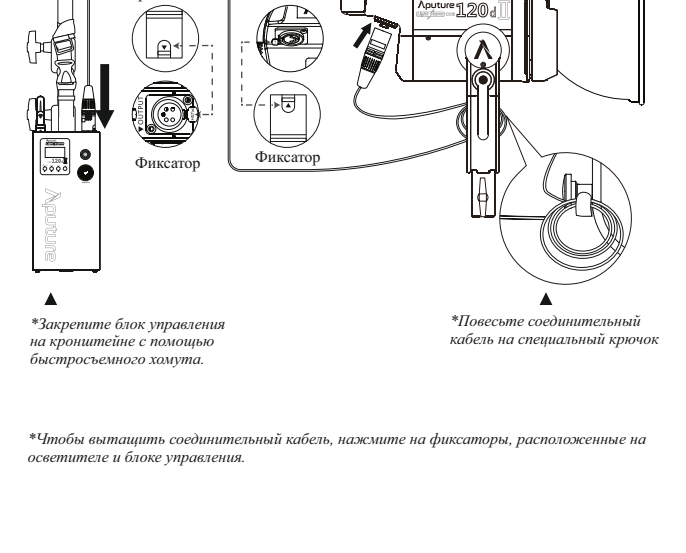 Aputure
120d II
OUTPUT
Фиксатор
Фиксатор
Aputure
*Закрепите блок управления
на кронштейне с помощью
быстросъемного хомута.
*Повесьте соединительный
кабель на специальный крючок
*Чтобы вытащить соединительный кабель, нажмите на фиксаторы, расположенные на
осветителе и блоке управления.